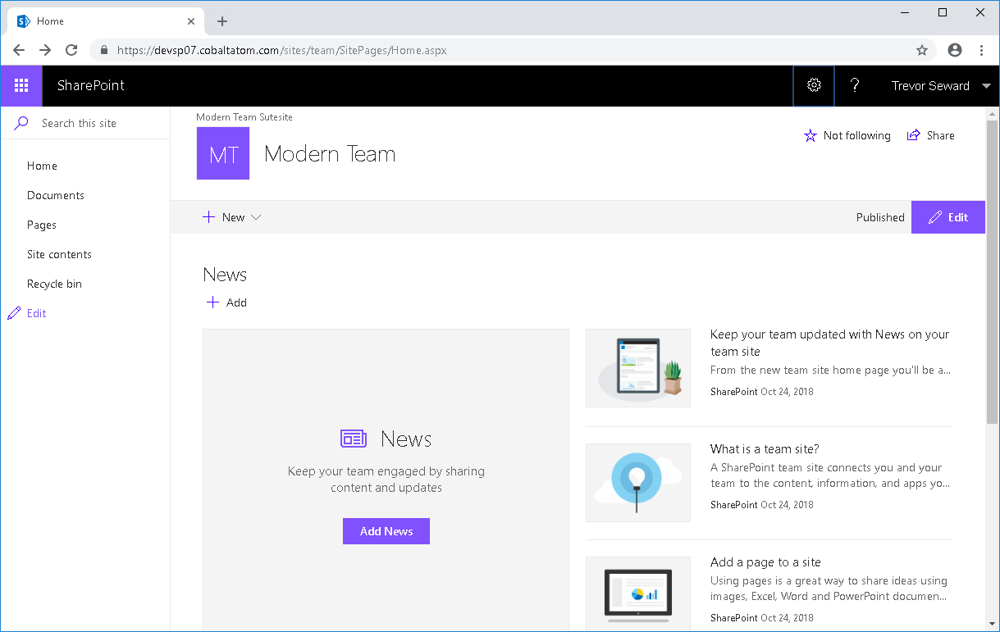 Home
https://devsp07.cobaltatom.com/sites/team/SitePages/Home.aspx
SharePoint
?
Trevor Seward
Search this site
Home
Documents
Pages
Site contents
Recycle bin
Edit
Modern Team Sutesite
MT
Modern Team
Not following
Share
New
Published
Edit
News
Add
News
Keep your team engaged by sharing
content and updates
Add News
Keep your team updated with News on your
team site
From the new team site home page you'll be a...
SharePoint Oct 24, 2018
What is a team site?
A SharePoint team site connects you and your
team to the content, information, and apps yo...
SharePoint Oct 24, 2018
Add a page to a site
Using pages is a great way to share ideas using
images, Excel, Word and PowerPoint documen...
SharePoint Oct 24, 2018